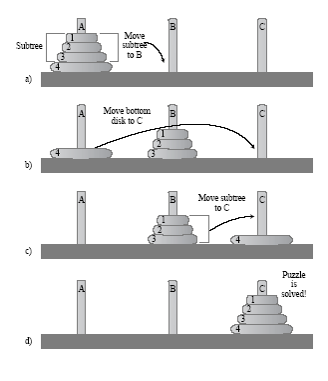 A
B
C
Subtree
1
2
3
4
Move
subtree
to B
a)
A
B
C
Move bottom
disk to C
4
1
2
3
b)
A
B
C
Move subtree
to C
1
2
3
4
c)
A
B
C
Puzzle
is
solved!
1
2
3
4
d)